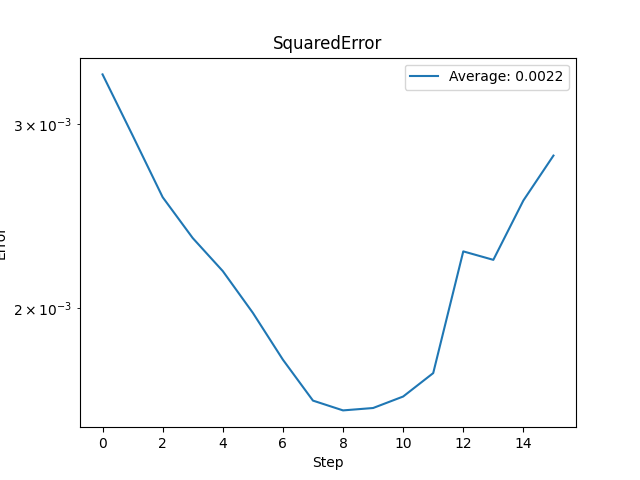 SquaredError
Average: 0.0022
3 × 10⁻³
2 × 10⁻³
Error
0 2 4 6 8 10 12 14
Step